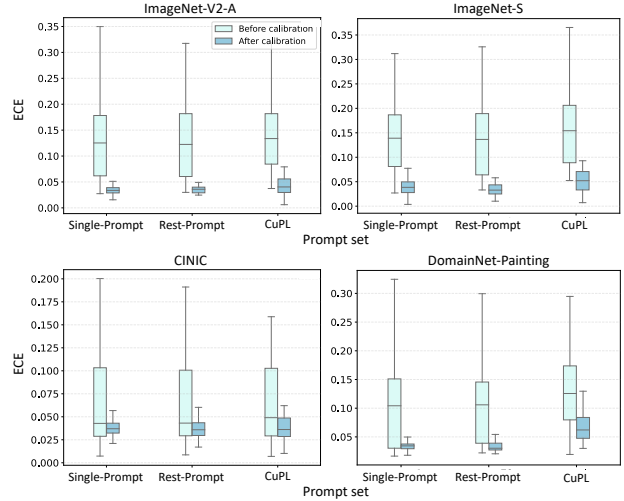 ImageNet-V2-A
ImageNet-S
Before calibration
After calibration
ECE
0.35
0.30
0.25
0.20
0.15
0.10
0.05
0.00
0.35
0.30
0.25
0.20
0.15
0.10
0.05
0.00
Single-Prompt
Rest-Prompt
CuPL
Single-Prompt
Rest-Prompt
CuPL
Prompt set
CINIC
DomainNet-Painting
ECE
0.200
0.175
0.150
0.125
0.100
0.075
0.050
0.025
0.000
0.30
0.25
0.20
0.15
0.10
0.05
Single-Prompt
Rest-Prompt
CuPL
Single-Prompt
Rest-Prompt
CuPL
Prompt set